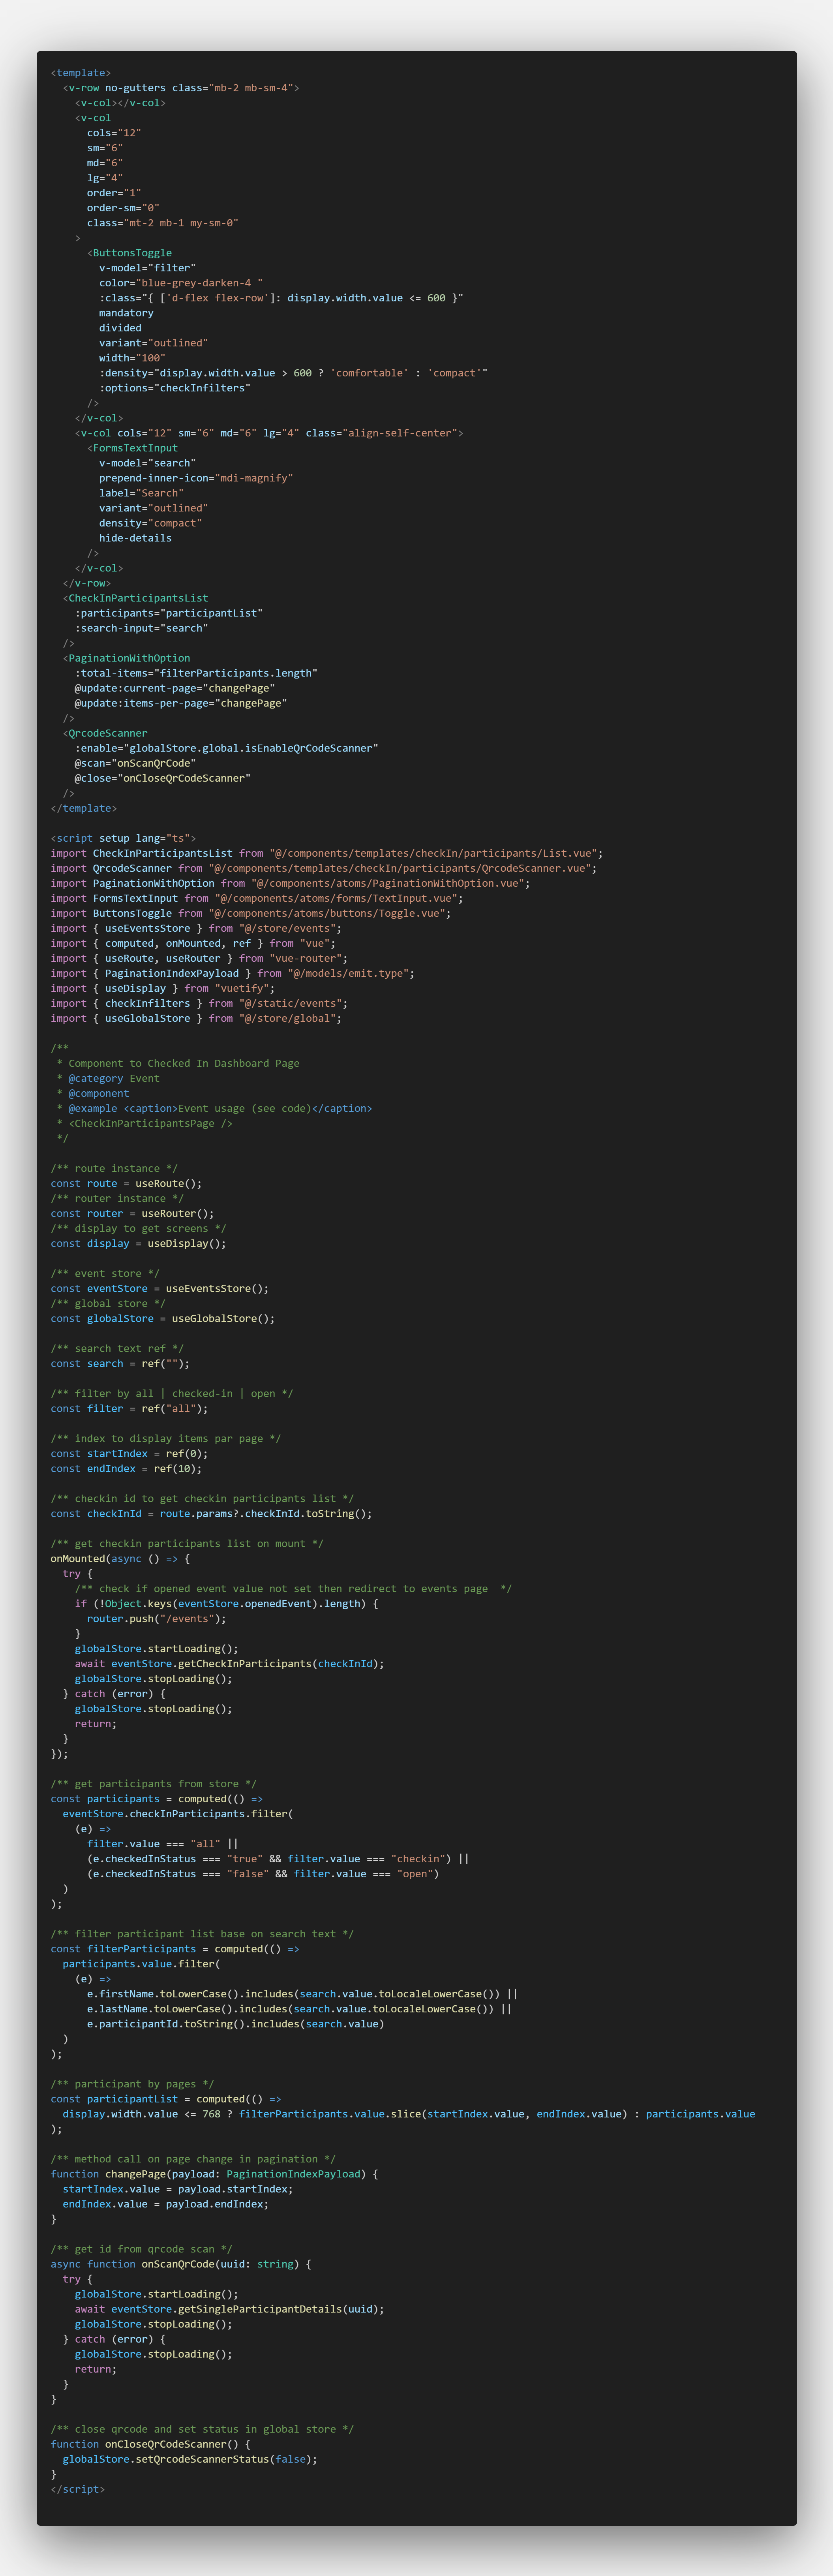 <template>
  <v-row no-gutters class="mb-2 mb-sm-4">
    <v-col></v-col>
    <v-col
      cols="12"
      sm="6"
      md="6"
      lg="4"
      order="1"
      order-sm="0"
      class="mt-2 mb-1 my-sm-0"
    >
      <ButtonsToggle
        v-model="filter"
        color="blue-grey-darken-4 "
        :class="{ ['d-flex flex-row']: display.width.value <= 600 }"
        mandatory
        divided
        variant="outlined"
        width="100"
        :density="display.width.value > 600 ? 'comfortable' : 'compact'"
        :options="checkInfilters"
      />
    </v-col>
    <v-col cols="12" sm="6" md="6" lg="4" class="align-self-center">
      <FormsTextInput
        v-model="search"
        prepend-inner-icon="mdi-magnify"
        label="Search"
        variant="outlined"
        density="compact"
        hide-details
      />
    </v-col>
  </v-row>
  <CheckInParticipantsList
    :participants="participantList"
    :search-input="search"
  />
  <PaginationWithOption
    :total-items="filterParticipants.length"
    @update:current-page="changePage"
    @update:items-per-page="changePage"
  />
  <QrcodeScanner
    :enable="globalStore.global.isEnableQrCodeScanner"
    @scan="onScanQrCode"
    @close="onCloseQrCodeScanner"
  />
</template>

<script setup lang="ts">
import CheckInParticipantsList from "@/components/templates/checkIn/participants/List.vue";
import QrcodeScanner from "@/components/templates/checkIn/participants/QrcodeScanner.vue";
import PaginationWithOption from "@/components/atoms/PaginationWithOption.vue";
import FormsTextInput from "@/components/atoms/forms/TextInput.vue";
import ButtonsToggle from "@/components/atoms/buttons/Toggle.vue";
import { useEventsStore } from "@/store/events";
import { computed, onMounted, ref } from "vue";
import { useRoute, useRouter } from "vue-router";
import { PaginationIndexPayload } from "@/models/emit.type";
import { useDisplay } from "vuetify";
import { checkInfilters } from "@/static/events";
import { useGlobalStore } from "@/store/global";

/**
 * Component to Checked In Dashboard Page
 * @category Event
 * @component
 * @example <caption>Event usage (see code)</caption>
 * <CheckInParticipantsPage />
 */

/** route instance */
const route = useRoute();
/** router instance */
const router = useRouter();
/** display to get screens */
const display = useDisplay();

/** event store */
const eventStore = useEventsStore();
/** global store */
const globalStore = useGlobalStore();

/** search text ref */
const search = ref("");

/** filter by all | checked-in | open */
const filter = ref("all");

/** index to display items par page */
const startIndex = ref(0);
const endIndex = ref(10);

/** checkin id to get checkin participants list */
const checkInId = route.params?.checkInId.toString();

/** get checkin participants list on mount */
onMounted(async () => {
  try {
    /** check if opened event value not set then redirect to events page  */
    if (!Object.keys(eventStore.openedEvent).length) {
      router.push("/events");
    }
    globalStore.startLoading();
    await eventStore.getCheckInParticipants(checkInId);
    globalStore.stopLoading();
  } catch (error) {
    globalStore.stopLoading();
    return;
  }
});

/** get participants from store */
const participants = computed(() =>
  eventStore.checkInParticipants.filter(
    (e) =>
      filter.value === "all" ||
      (e.checkedInStatus === "true" && filter.value === "checkin") ||
      (e.checkedInStatus === "false" && filter.value === "open")
  )
);

/** filter participant list base on search text */
const filterParticipants = computed(() =>
  participants.value.filter(
    (e) =>
      e.firstName.toLowerCase().includes(search.value.toLocaleLowerCase()) ||
      e.lastName.toLowerCase().includes(search.value.toLocaleLowerCase()) ||
      e.participantId.toString().includes(search.value)
  )
);

/** participant by pages */
const participantList = computed(() =>
  display.width.value <= 768 ? filterParticipants.value.slice(startIndex.value, endIndex.value) : participants.value
);

/** method call on page change in pagination */
function changePage(payload: PaginationIndexPayload) {
  startIndex.value = payload.startIndex;
  endIndex.value = payload.endIndex;
}

/** get id from qrcode scan */
async function onScanQrCode(uuid: string) {
  try {
    globalStore.startLoading();
    await eventStore.getSingleParticipantDetails(uuid);
    globalStore.stopLoading();
  } catch (error) {
    globalStore.stopLoading();
    return;
  }
}

/** close qrcode and set status in global store */
function onCloseQrCodeScanner() {
  globalStore.setQrcodeScannerStatus(false);
}
</script>